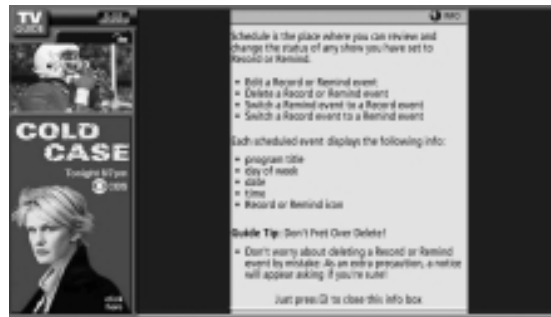 TV
GUIDE
INFO
Schedule is the place where you can review and
change the status of any show you have set to
Record or Remind.
• Edit a Record or Remind event
• Delete a Record or Remind event
• Switch a Remind event to a Record event
• Switch a Record event to a Remind event
Each scheduled event displays the following info:
• program title
• day of week
• date
• time
• Record or Remind icon
Guide Tip: Don't Fret Over Delete!
• Don't worry about deleting a Record or Remind
event by mistake. As an extra precaution, a notice
will appear asking if you're sure!
Just press to close this info box
COLD
CASE
Tonight 8/7pm
CBS
click
here